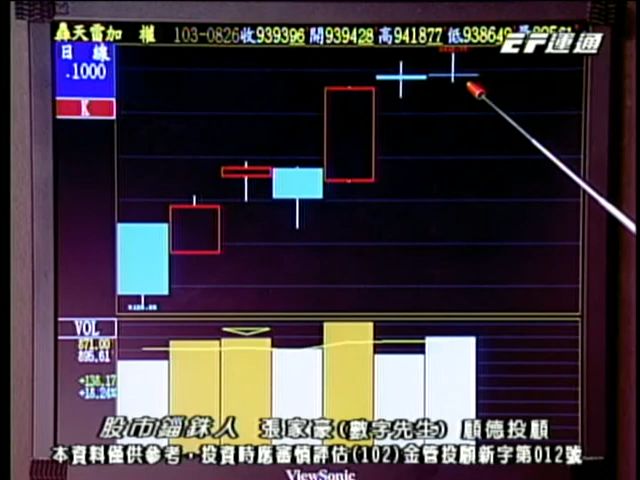 轟天雷加 權 103-0826收939396 開939428 高941877 低938649
EF連通
日 線
.1000
K
VOL
871.00
895.61
+136.17
+18.24%
股市錙銖人 張家豪(數字先生) 顧德投顧
本資料僅供參考,投資時應審慎評估(102)金管投顧新字第012號
ViewSonic